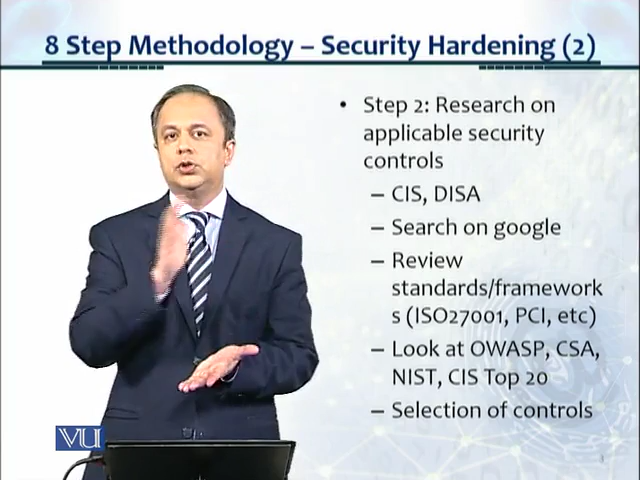 8 Step Methodology – Security Hardening (2)
• Step 2: Research on
applicable security
controls
– CIS, DISA
– Search on google
– Review
standards/framework
s (ISO27001, PCI, etc)
– Look at OWASP, CSA,
NIST, CIS Top 20
– Selection of controls
VU